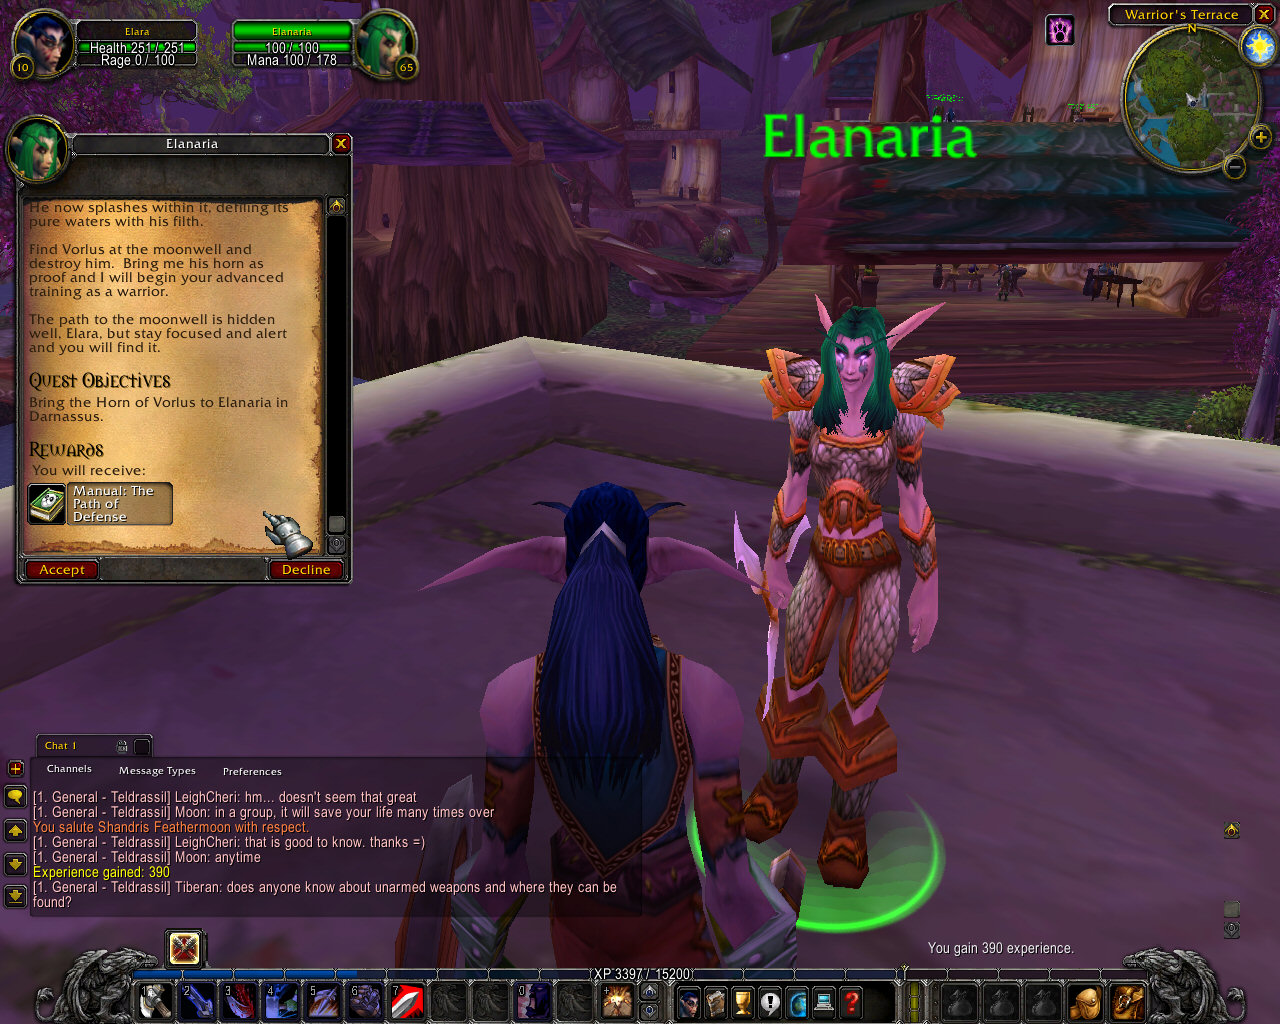 Elara
Health 251 / 251
Rage 0 / 100
10
Elanaria
100 / 100
Mana 100 / 178
65
Warrior's Terrace
N
Elanaria
Elanaria
He now splashes within it, defiling its
pure waters with his filth.
Find Vorlus at the moonwell and
destroy him. Bring me his horn as
proof and I will begin your advanced
training as a warrior.
The path to the moonwell is hidden
well, Elara, but stay focused and alert
and you will find it.
Quest Objectives
Bring the Horn of Vorlus to Elanaria in
Darnassus.
Rewards
You will receive:
Manual: The
Path of
Defense
Accept
Decline
Chat 1
Channels
Message Types
Preferences
[1. General - Teldrassil] LeighCheri: hm... doesn't seem that great
[1. General - Teldrassil] Moon: in a group, it will save your life many times over
You salute Shandris Feathermoon with respect.
[1. General - Teldrassil] LeighCheri: that is good to know. thanks =)
[1. General - Teldrassil] Moon: anytime
Experience gained: 390
[1. General - Teldrassil] Tiberan: does anyone know about unarmed weapons and where they can be
found?
You gain 390 experience.
XP 3397 / 15200
1
2
3
4
5
6
7
0
+
?